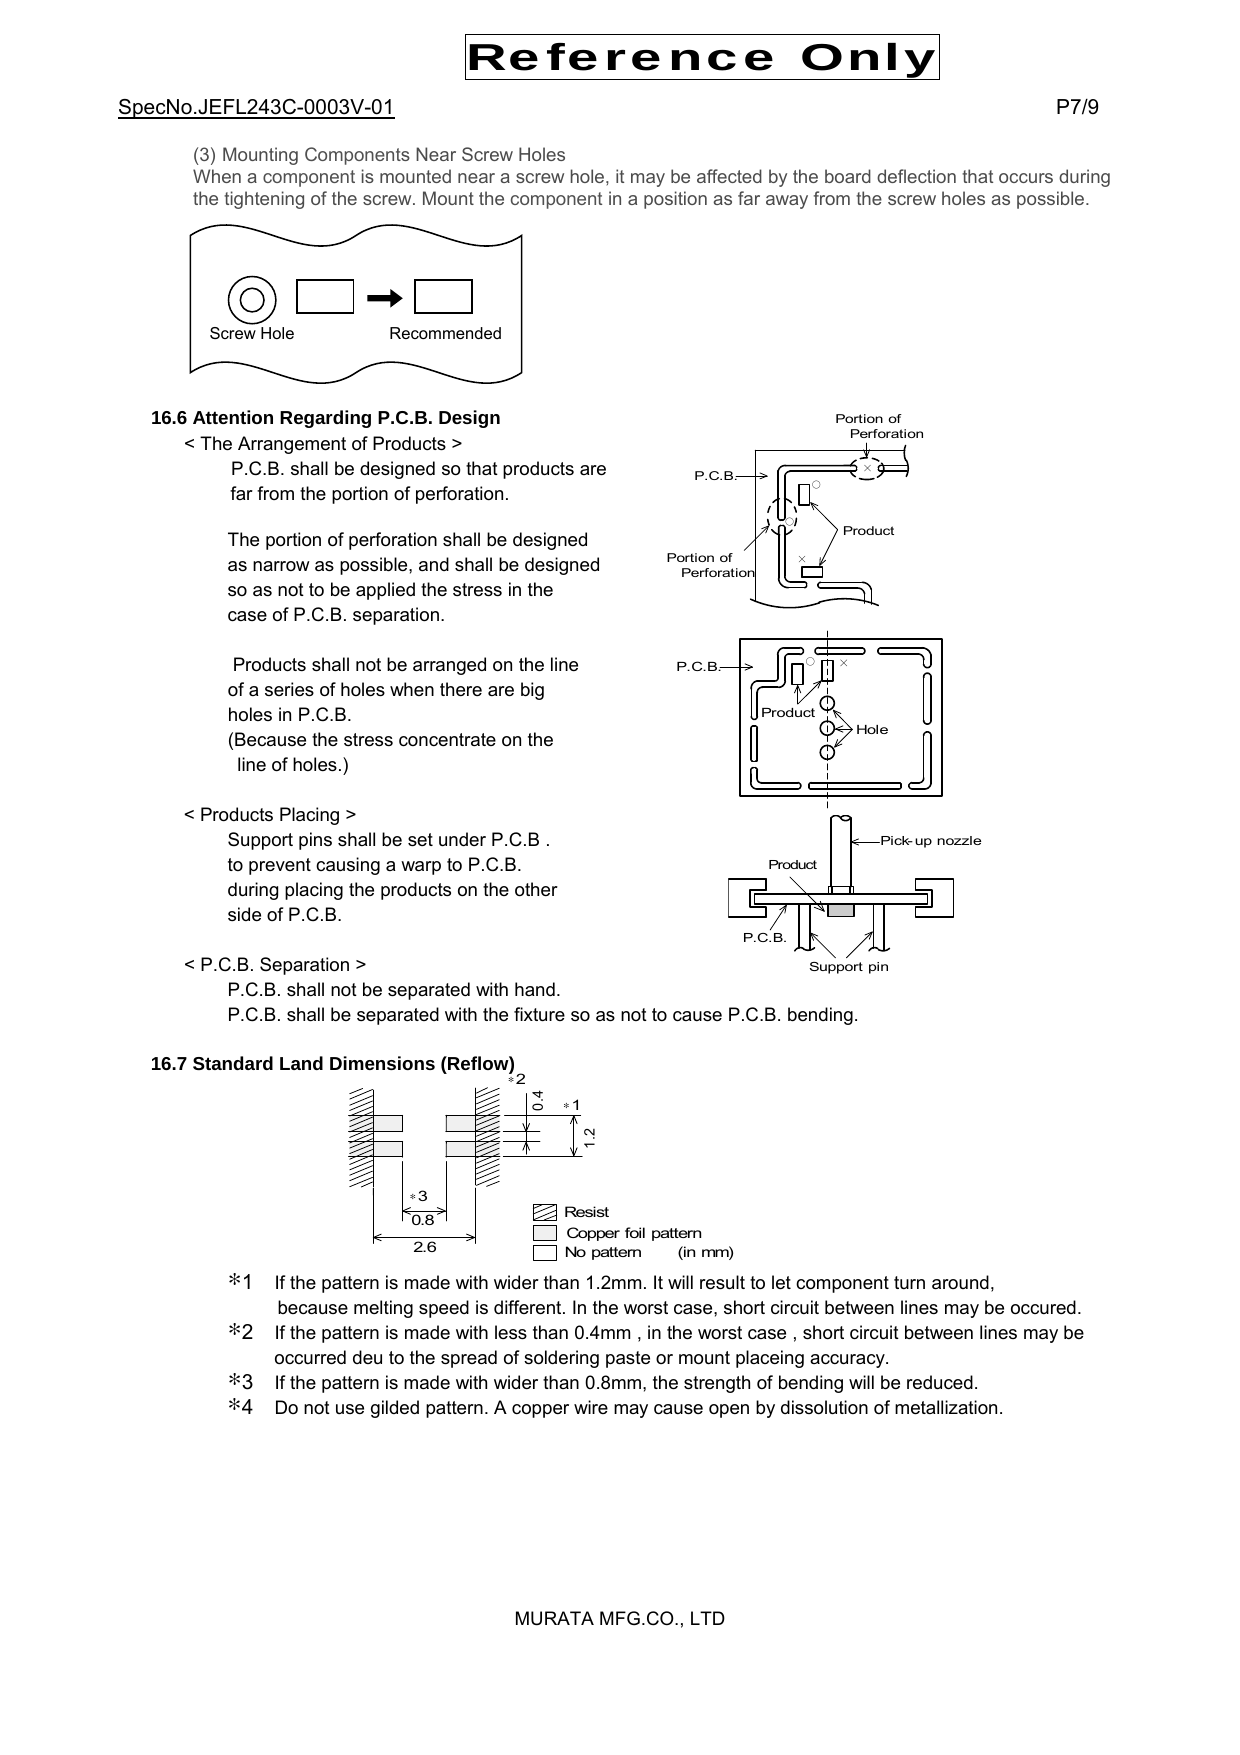 Reference Only
SpecNo.JEFL243C-0003V-01 P7/9
(3) Mounting Components Near Screw Holes
When a component is mounted near a screw hole, it may be affected by the board deflection that occurs during
the tightening of the screw. Mount the component in a position as far away from the screw holes as possible.
Screw Hole Recommended
16.6 Attention Regarding P.C.B. Design
< The Arrangement of Products >
P.C.B. shall be designed so that products are
far from the portion of perforation.
The portion of perforation shall be designed
as narrow as possible, and shall be designed
so as not to be applied the stress in the
case of P.C.B. separation.
Products shall not be arranged on the line
of a series of holes when there are big
holes in P.C.B.
(Because the stress concentrate on the
line of holes.)
Portion of
Perforation
P.C.B.
Product
Portion of
Perforation
P.C.B.
Product
Hole
< Products Placing >
Support pins shall be set under P.C.B .
to prevent causing a warp to P.C.B.
during placing the products on the other
side of P.C.B.
Pick-up nozzle
Product
P.C.B.
Support pin
< P.C.B. Separation >
P.C.B. shall not be separated with hand.
P.C.B. shall be separated with the fixture so as not to cause P.C.B. bending.
16.7 Standard Land Dimensions (Reflow)
*2
0.4
*1
1.2
*3
0.8
2.6
Resist
Copper foil pattern
No pattern (in mm)
*1 If the pattern is made with wider than 1.2mm. It will result to let component turn around,
because melting speed is different. In the worst case, short circuit between lines may be occured.
*2 If the pattern is made with less than 0.4mm , in the worst case , short circuit between lines may be
occurred deu to the spread of soldering paste or mount placeing accuracy.
*3 If the pattern is made with wider than 0.8mm, the strength of bending will be reduced.
*4 Do not use gilded pattern. A copper wire may cause open by dissolution of metallization.
MURATA MFG.CO., LTD